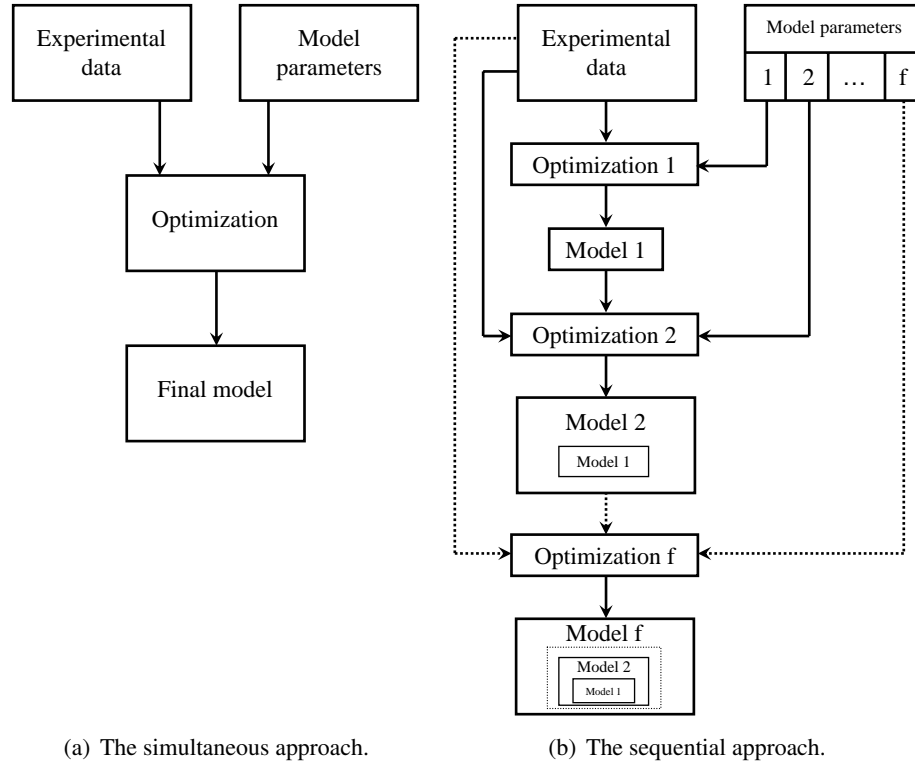 Experimental
data
Model
parameters
Optimization
Final model
(a) The simultaneous approach.
Experimental
data
Model parameters
1 2 … f
Optimization 1
Model 1
Optimization 2
Model 2
Model 1
Optimization f
Model f
Model 2
Model 1
(b) The sequential approach.